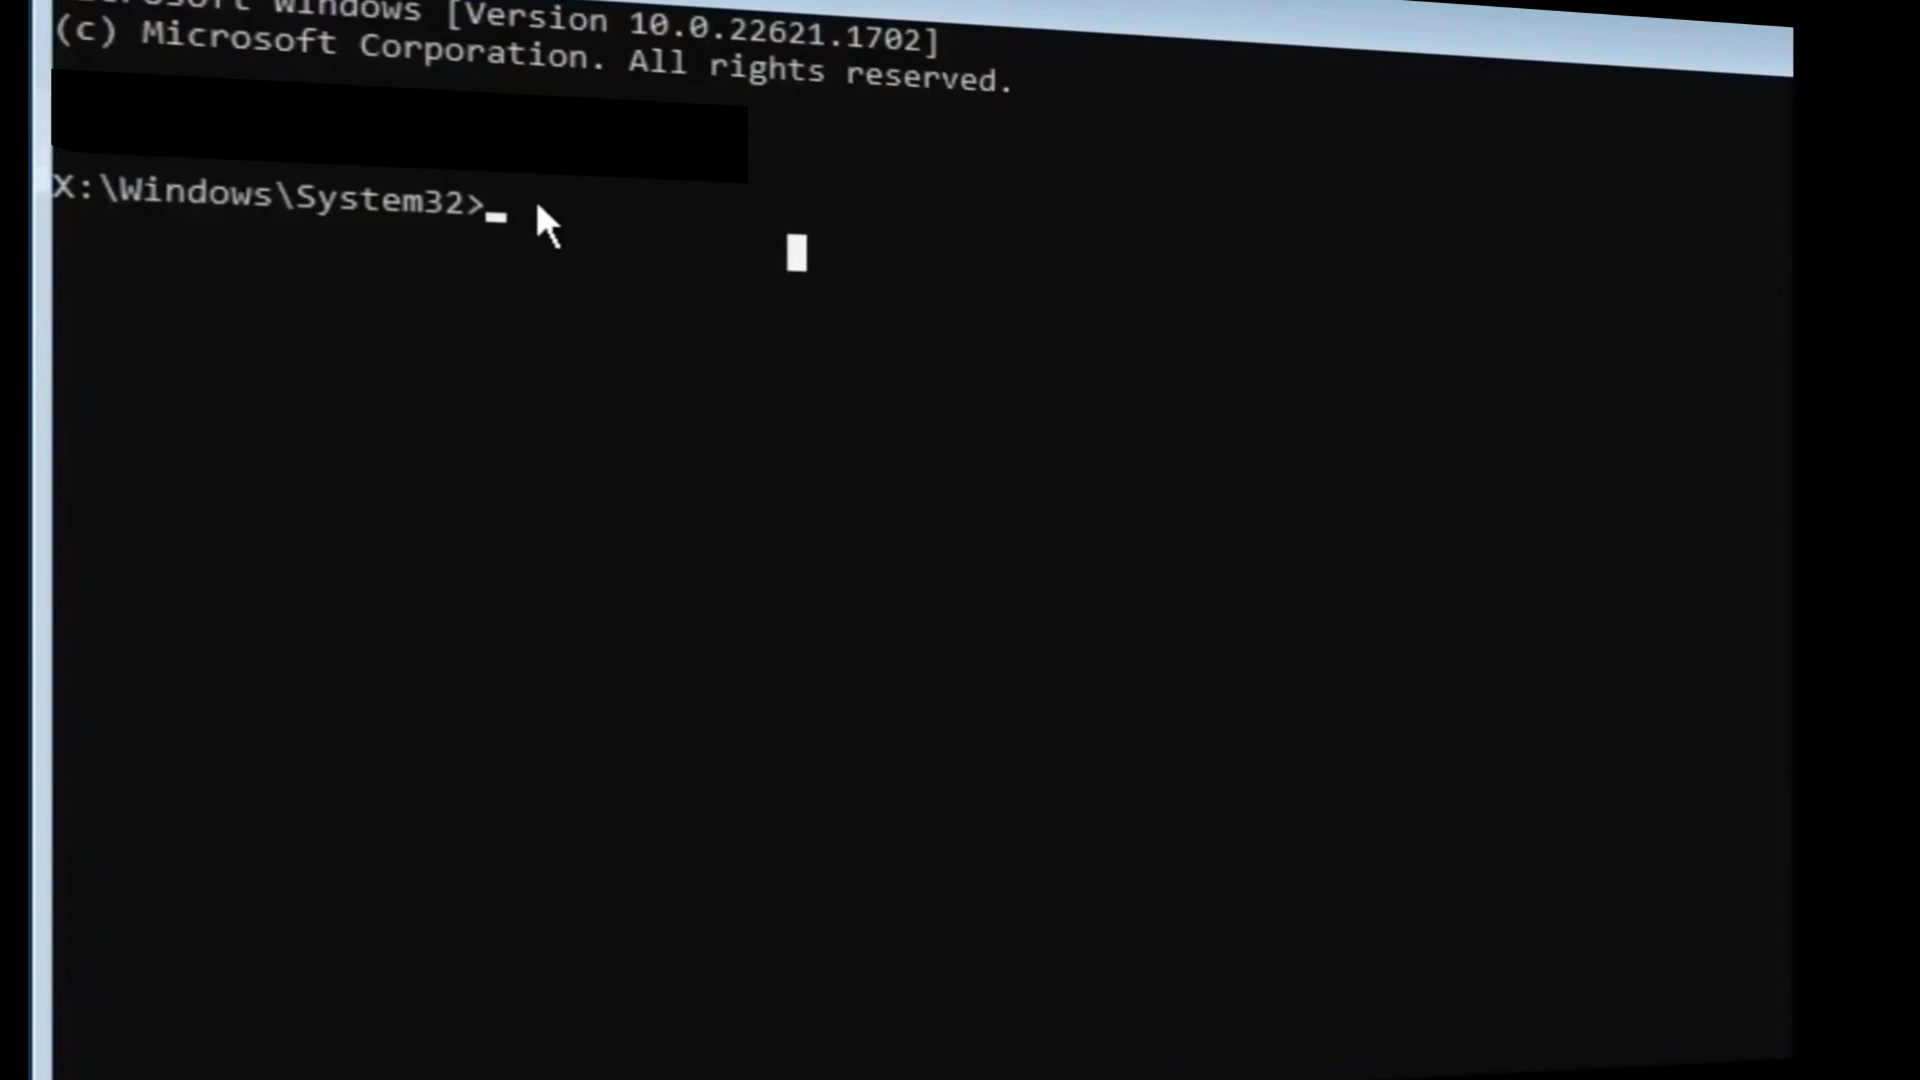 Microsoft Windows [Version 10.0.22621.1702]
(c) Microsoft Corporation. All rights reserved.
X:\Windows\System32>